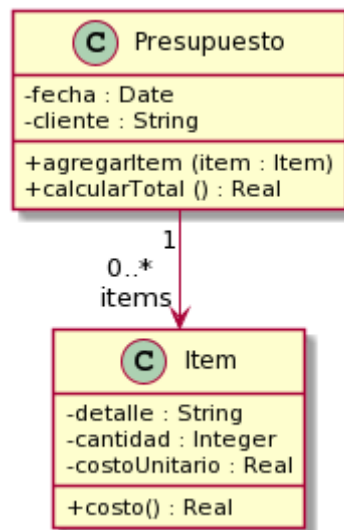 C Presupuesto
-fecha : Date
-cliente : String
+agregarItem (item : Item)
+calcularTotal () : Real
1
0..*
items
C Item
-detalle : String
-cantidad : Integer
-costoUnitario : Real
+costo() : Real